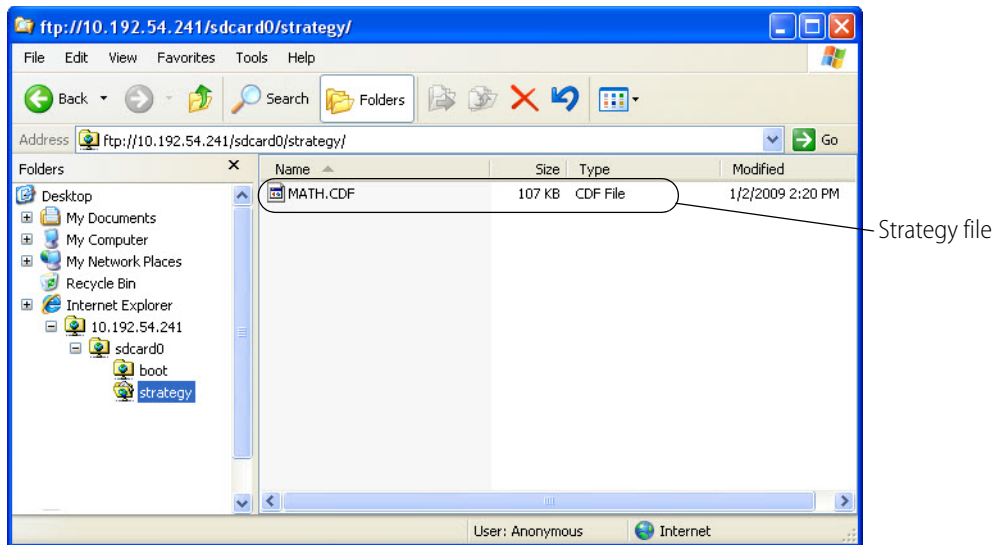 ftp://10.192.54.241/sdcard0/strategy/
File Edit View Favorites Tools Help
Back Search Folders
Address ftp://10.192.54.241/sdcard0/strategy/ Go
Folders x Name Size Type Modified
Desktop
MATH.CDF 107 KB CDF File 1/2/2009 2:20 PM
My Documents
My Computer
My Network Places
Recycle Bin
Internet Explorer
10.192.54.241
sdcard0
boot
strategy
Strategy file
User: Anonymous Internet